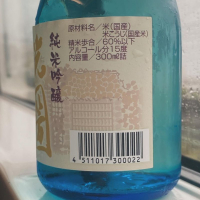 純米吟醸
原材料名／米（国産）
米こうじ（国産米）
精米歩合／60％以下
アルコール分15度
内容量／300ml詰
4 511017 300022